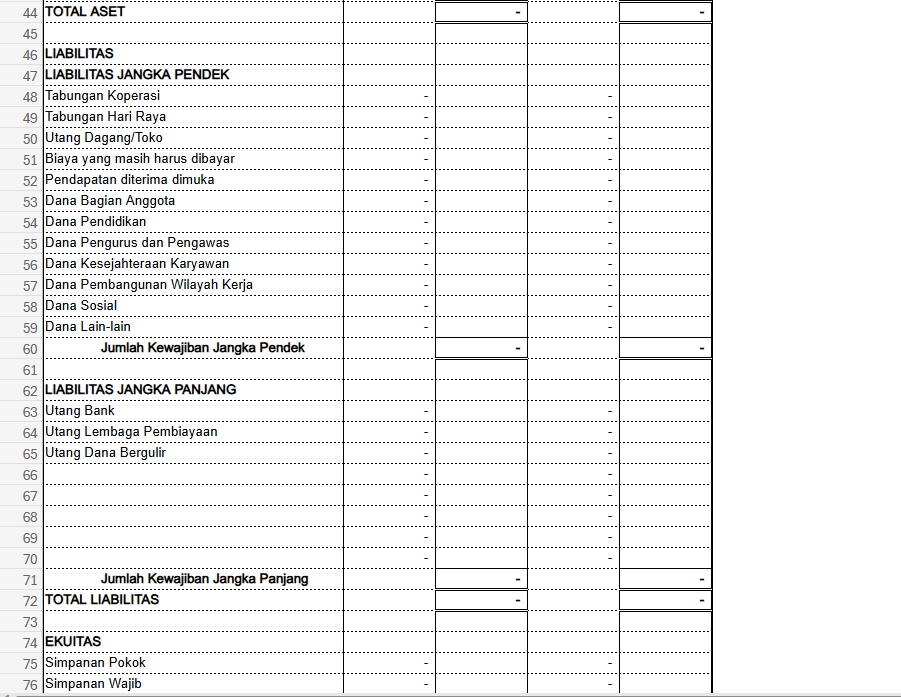 44 TOTAL ASET - -
45
46 LIABILITAS
47 LIABILITAS JANGKA PENDEK
48 Tabungan Koperasi - -
49 Tabungan Hari Raya - -
50 Utang Dagang/Toko - -
51 Biaya yang masih harus dibayar - -
52 Pendapatan diterima dimuka - -
53 Dana Bagian Anggota - -
54 Dana Pendidikan - -
55 Dana Pengurus dan Pengawas - -
56 Dana Kesejahteraan Karyawan - -
57 Dana Pembangunan Wilayah Kerja - -
58 Dana Sosial - -
59 Dana Lain-lain - -
60 Jumlah Kewajiban Jangka Pendek - -
61
62 LIABILITAS JANGKA PANJANG
63 Utang Bank - -
64 Utang Lembaga Pembiayaan - -
65 Utang Dana Bergulir - -
66 - -
67 - -
68 - -
69 - -
70 - -
71 Jumlah Kewajiban Jangka Panjang - -
72 TOTAL LIABILITAS - -
73
74 EKUITAS
75 Simpanan Pokok - -
76 Simpanan Wajib - -